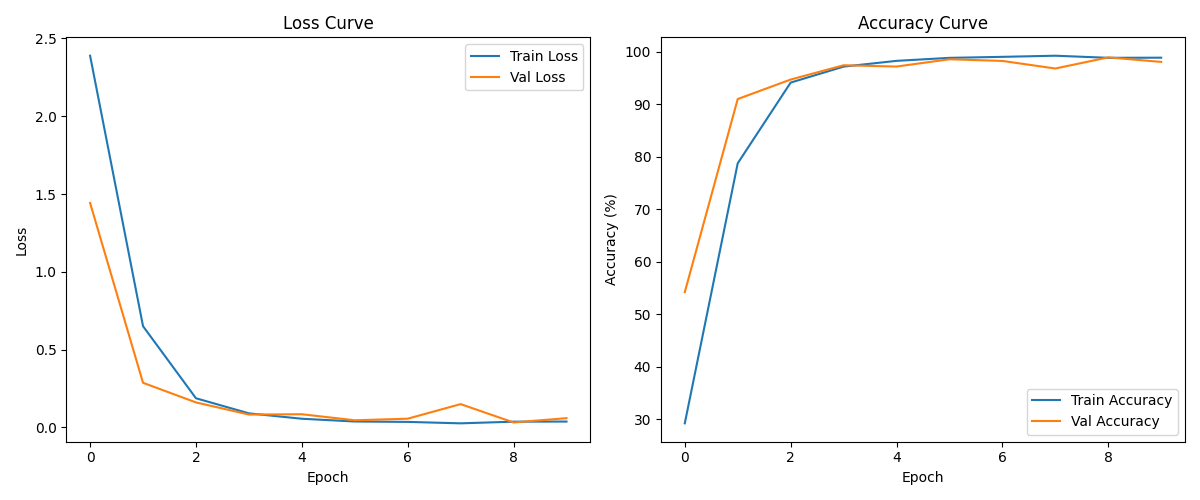 Loss Curve
2.5
2.0
1.5
1.0
0.5
0.0
Loss
0 2 4 6 8
Epoch
Train Loss
Val Loss
Accuracy Curve
100
90
80
70
60
50
40
30
Accuracy (%)
0 2 4 6 8
Epoch
Train Accuracy
Val Accuracy